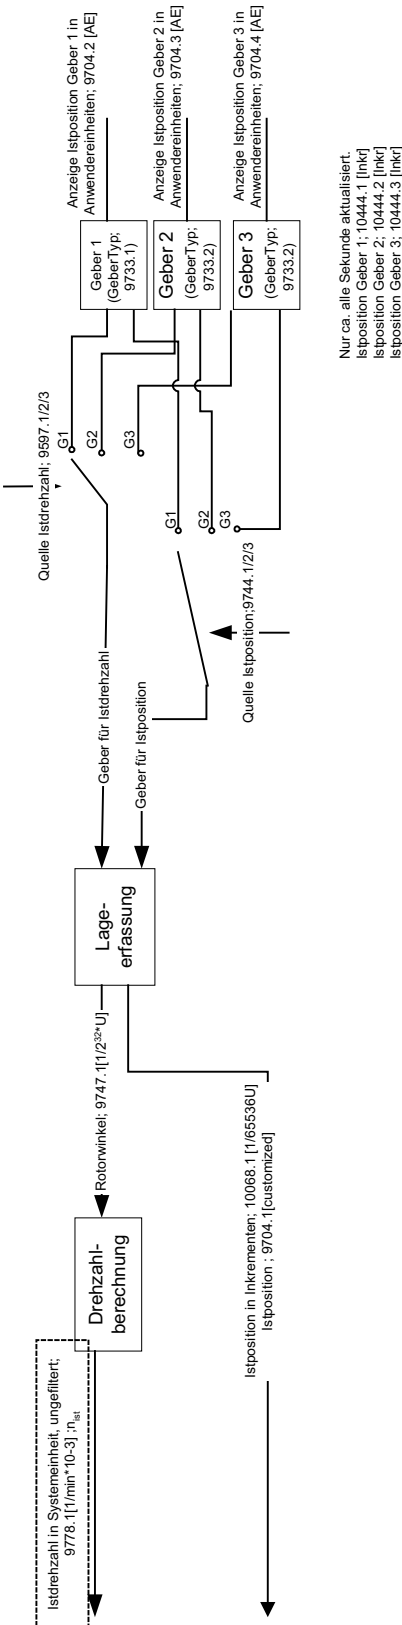 Anzeige Istposition Geber 1 in
Anwendereinheiten; 9704.2 [AE]
Anzeige Istposition Geber 2 in
Anwendereinheiten; 9704.3 [AE]
Anzeige Istposition Geber 3 in
Anwendereinheiten; 9704.4 [AE]
Geber 1
(GeberTyp;
9733.1)
Geber 2
(GeberTyp;
9733.2)
Geber 3
(GeberTyp;
9733.2)
Nur ca. alle Sekunde aktualisiert.
Istposition Geber 1; 10444.1 [Inkr]
Istposition Geber 2; 10444.2 [Inkr]
Istposition Geber 3; 10444.3 [Inkr]
Quelle Istdrehzahl; 9597.1/2/3
G1
G2
G3
G1
G2
G3
Quelle Istposition;9744.1/2/3
Geber für Istdrehzahl
Geber für Istposition
Lage-
erfassung
Rotorwinkel; 9747.1[1/2³²*U]
Istposition in Inkrementen; 10068.1 [1/65536U]
Istposition ; 9704.1[customized]
Drehzahl-
berechnung
Istdrehzahl in Systemeinheit, ungefiltert;
9778.1[1/min*10-3] ;n_ist